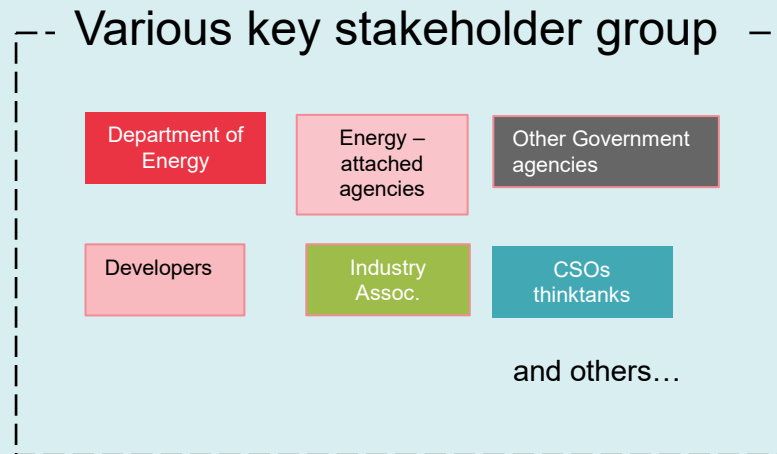 Various key stakeholder group
Department of
Energy
Energy –
attached
agencies
Other Government
agencies
Developers
Industry
Assoc.
CSOs
thinktanks
and others…